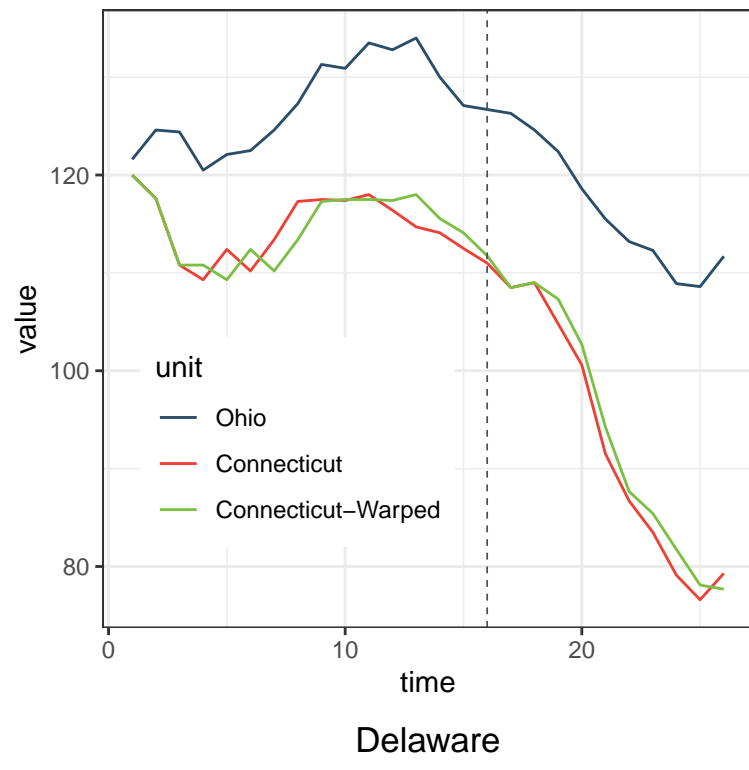 120
100
80
value
unit
Ohio
Connecticut
Connecticut−Warped
0 10 20
time
Delaware